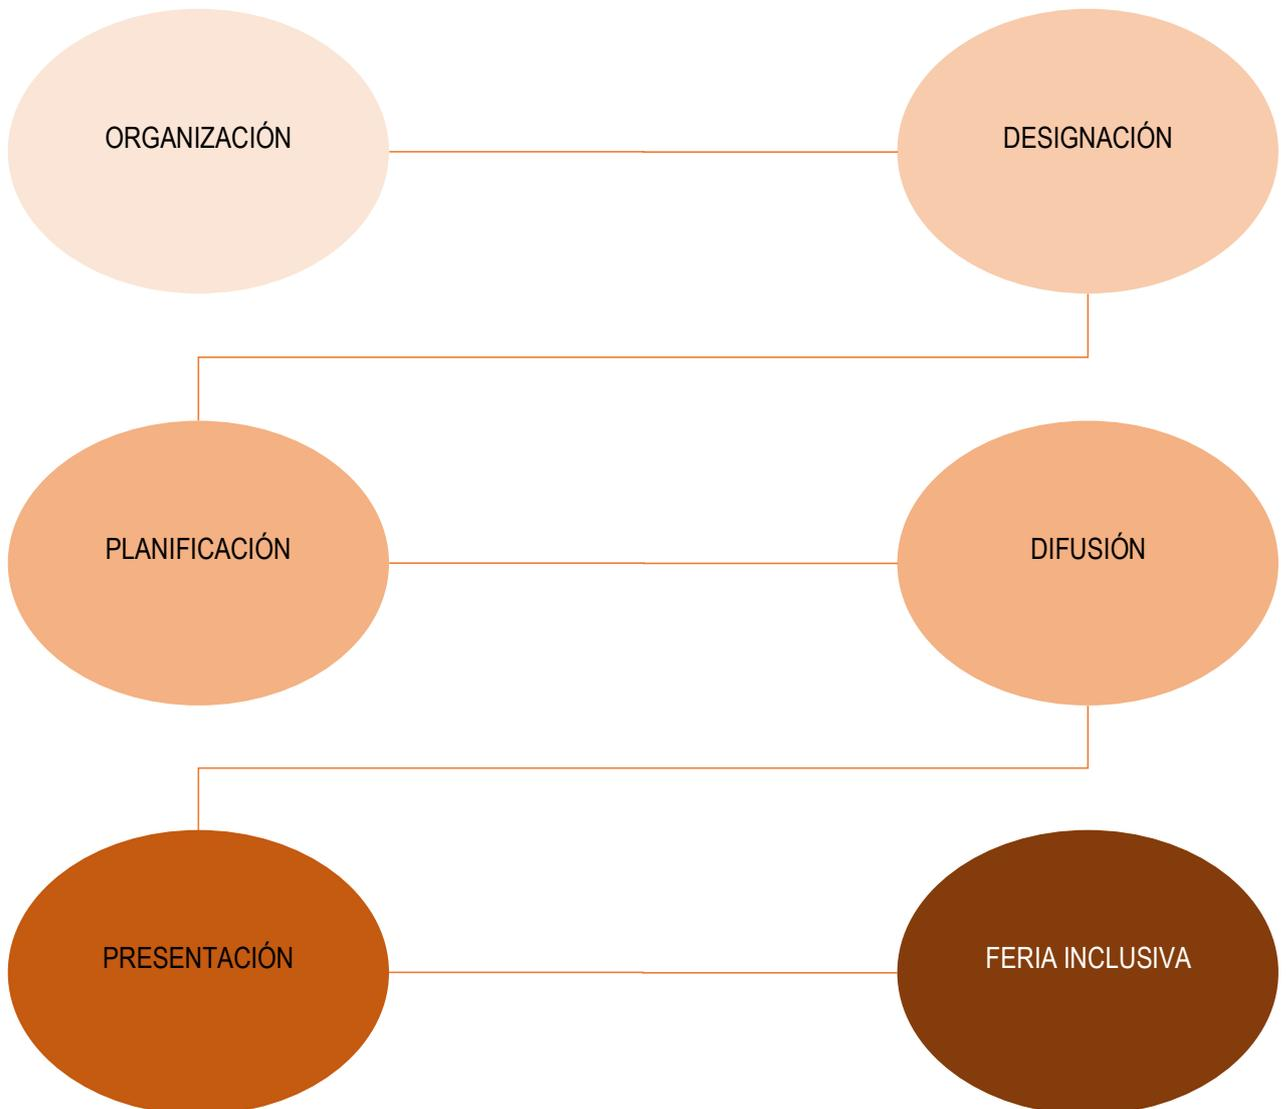 ORGANIZACIÓN
DESIGNACIÓN
PLANIFICACIÓN
DIFUSIÓN
PRESENTACIÓN
FERIA INCLUSIVA